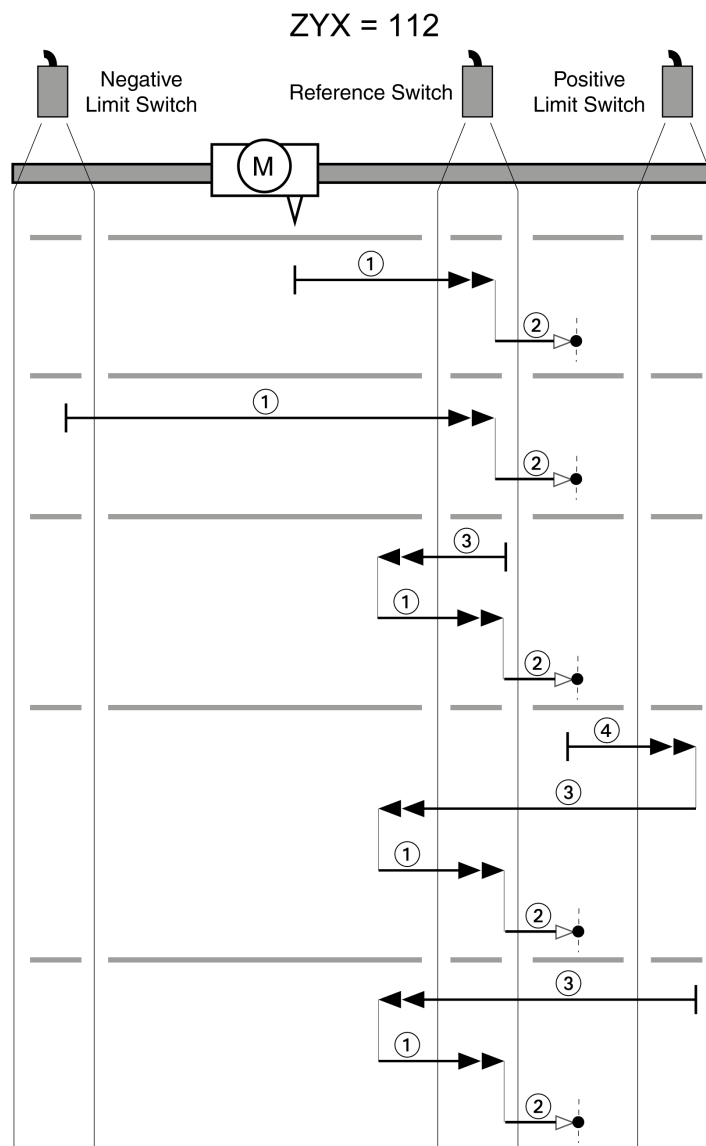 ZYX = 112
Negative
Limit Switch
Reference Switch
Positive
Limit Switch
M
1
2
1
2
3
1
2
4
3
1
2
3
1
2